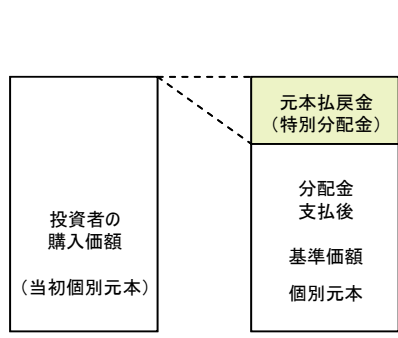 投資者の
購入価額
（当初個別元本）
元本払戻金
（特別分配金）
分配金
支払後
基準価額
個別元本